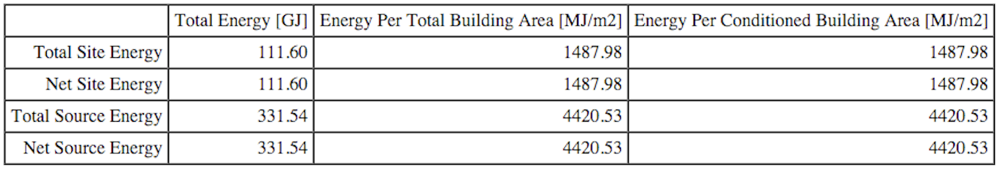 Total Energy [GJ] Energy Per Total Building Area [MJ/m2] Energy Per Conditioned Building Area [MJ/m2]
Total Site Energy 111.60 1487.98 1487.98
Net Site Energy 111.60 1487.98 1487.98
Total Source Energy 331.54 4420.53 4420.53
Net Source Energy 331.54 4420.53 4420.53